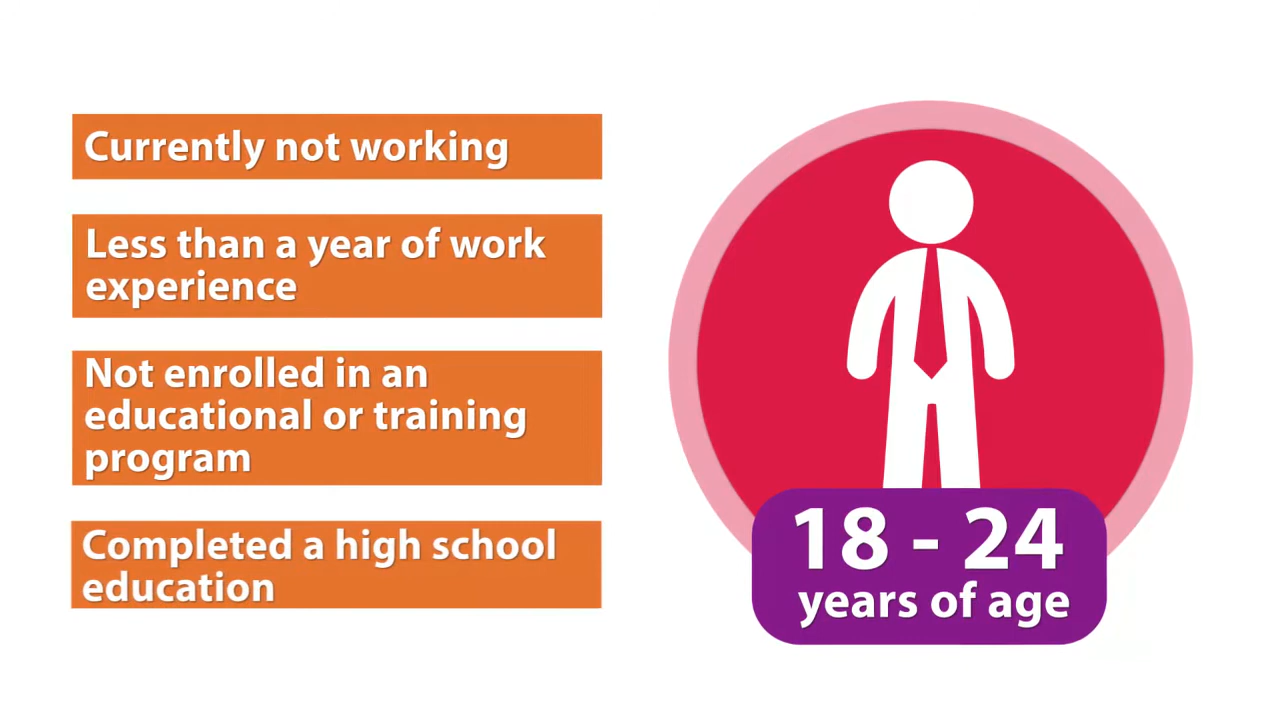 Currently not working
Less than a year of work
experience
Not enrolled in an
educational or training
program
Completed a high school
education
18 - 24
years of age